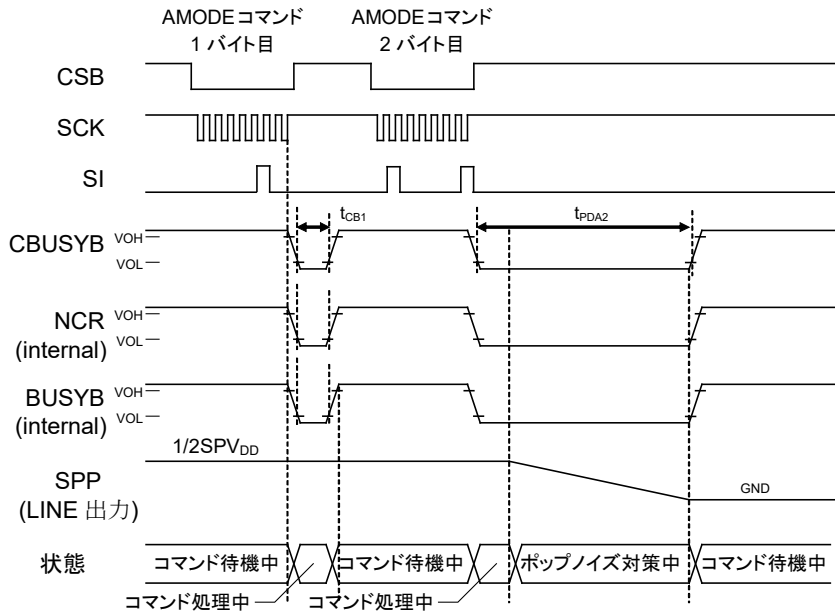 AMODEコマンド AMODEコマンド
1 バイト目 2 バイト目
CSB
SCK
SI
tCB1 tPDA2
CBUSYB VOH
VOL
NCR VOH
(internal) VOL
BUSYB VOH
(internal) VOL
1/2SPVDD
SPP GND
(LINE 出力)
状態 コマンド待機中 コマンド待機中 ポップノイズ対策中 コマンド待機中
コマンド処理中 コマンド処理中